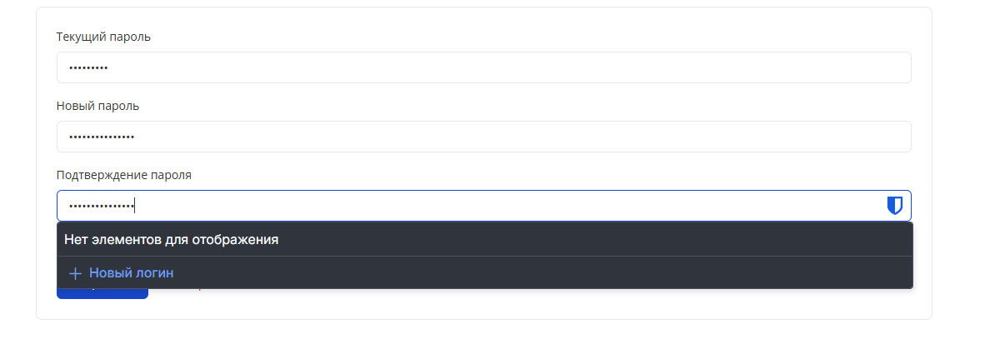 Текущий пароль
•••••••••
Новый пароль
•••••••••••••••
Подтверждение пароля
•••••••••••••••
Нет элементов для отображения
+ Новый логин